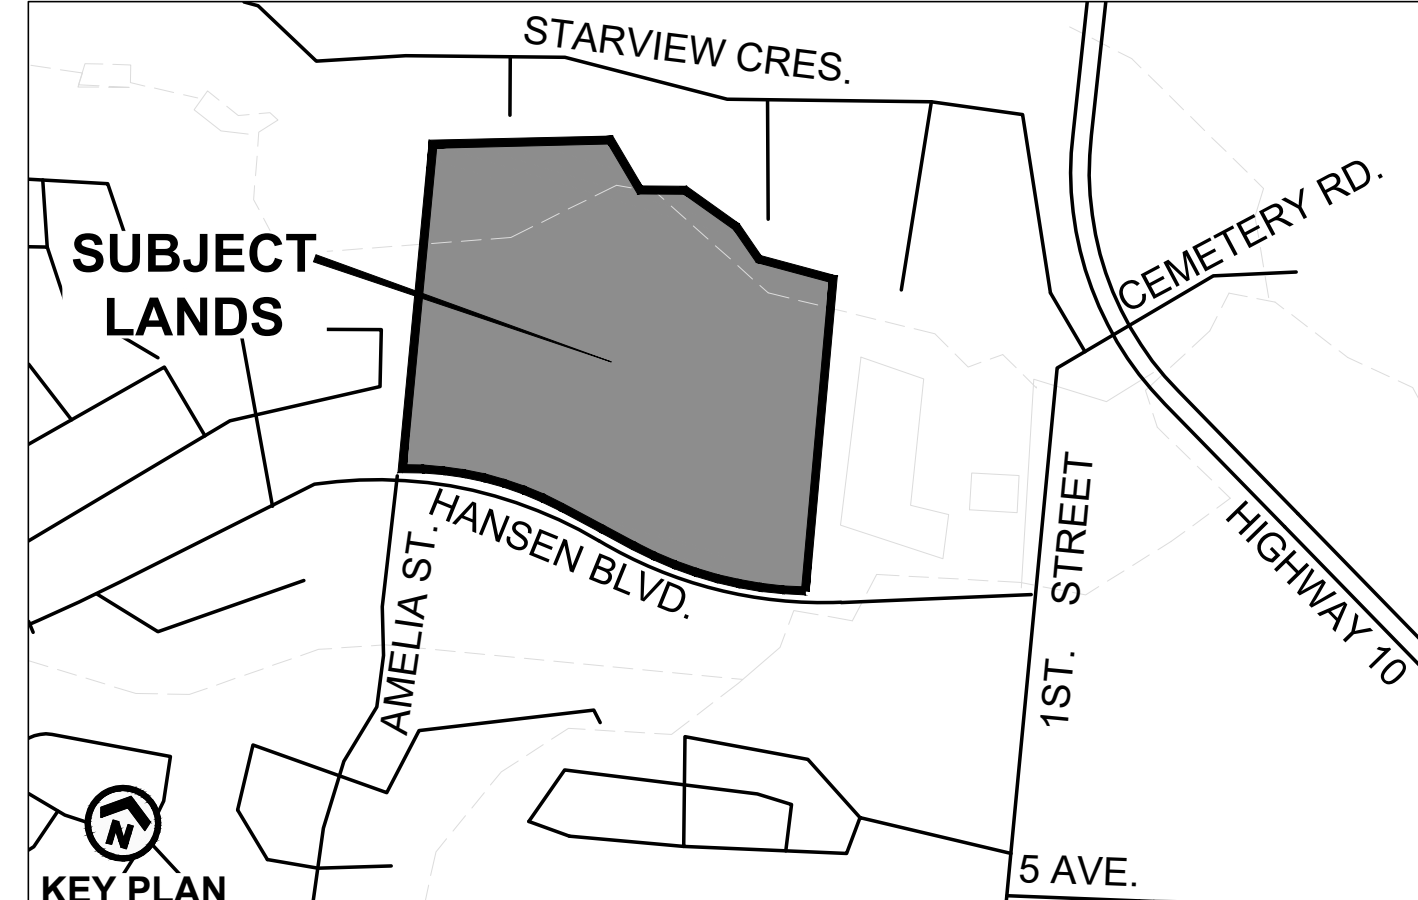 STARVIEW CRES.
CEMETERY RD.
SUBJECT
LANDS
HANSEN BLVD.
AMELIA ST.
1ST. STREET
HIGHWAY 10
5 AVE.
N
KEY PLAN